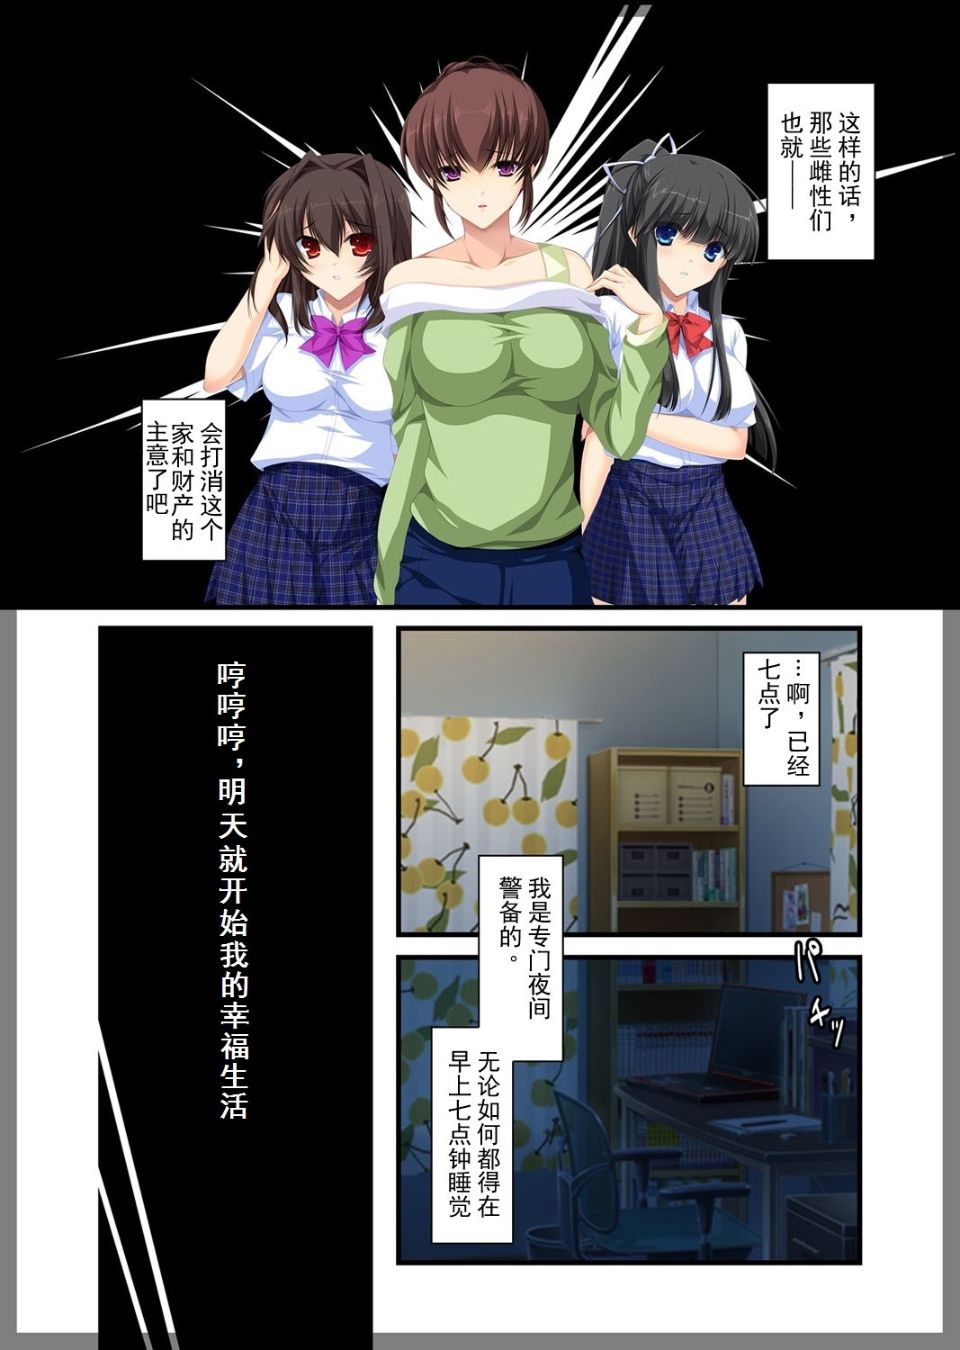 这样的话，
那些雌性们
也就——
会打消这个
家和财产的
主意了吧
…啊，已经
七点了
我是专门夜间
警备的。
无论如何都得在
早上七点钟睡觉
パチッ
哼哼哼，明天就开始我的幸福生活